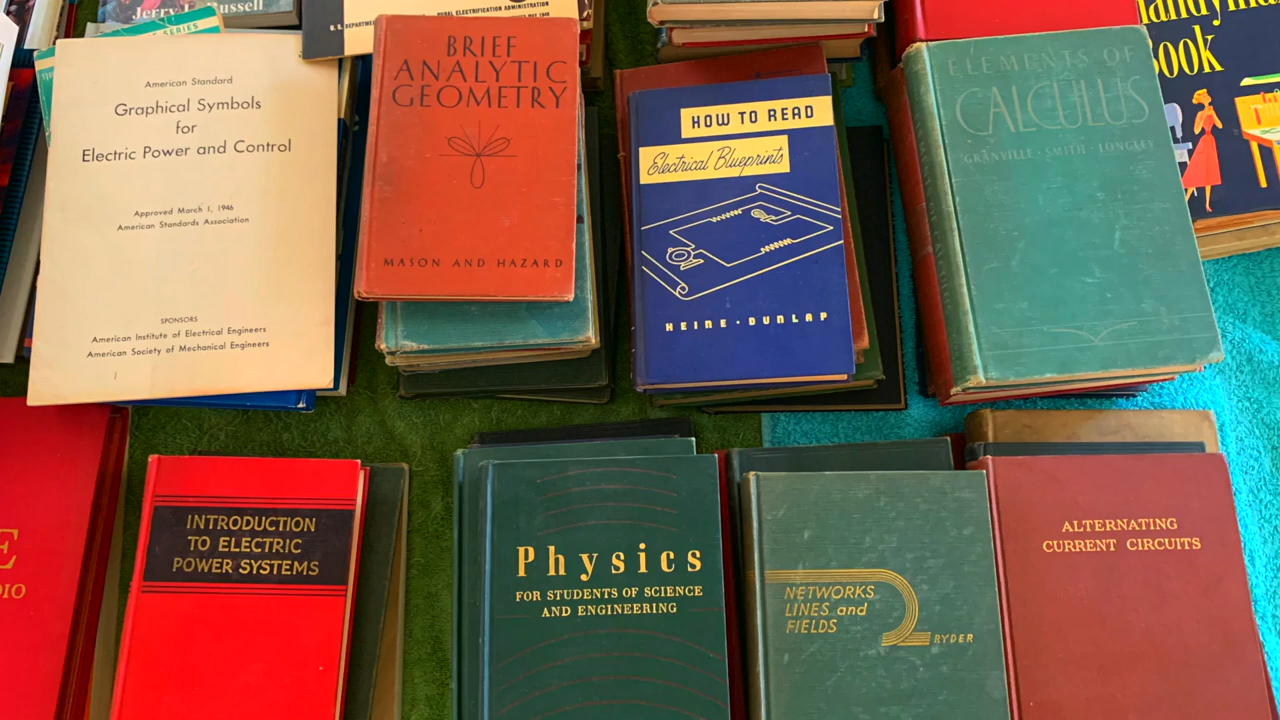 Jerry E. Russell
SERIES
RURAL ELECTRIFICATION ADMINISTRATION
American Standard
Graphical Symbols
for
Electric Power and Control
Approved March 1, 1946
American Standards Association
SPONSORS
American Institute of Electrical Engineers
American Society of Mechanical Engineers
BRIEF
ANALYTIC
GEOMETRY
MASON AND HAZARD
HOW TO READ
Electrical Blueprints
HEINE · DUNLAP
ELEMENTS OF
CALCULUS
GRANVILLE · SMITH · LONGLEY
INTRODUCTION
TO ELECTRIC
POWER SYSTEMS
Physics
FOR STUDENTS OF SCIENCE
AND ENGINEERING
NETWORKS
LINES and
FIELDS
RYDER
ALTERNATING
CURRENT CIRCUITS